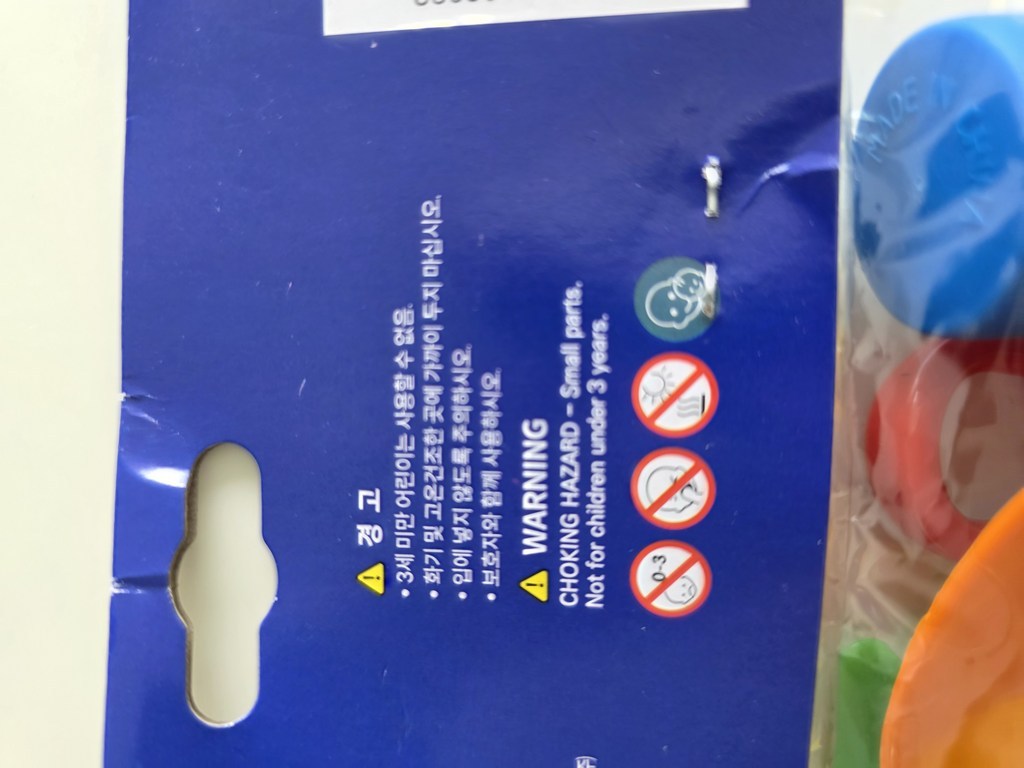 경 고
• 3세 미만 어린이는 사용할 수 없음.
• 화기 및 고온건조한 곳에 가까이 두지 마십시오.
• 입에 넣지 않도록 주의하시오.
• 보호자와 함께 사용하시오.
WARNING
CHOKING HAZARD - Small parts.
Not for children under 3 years.
0-3
MADE IN CHINA